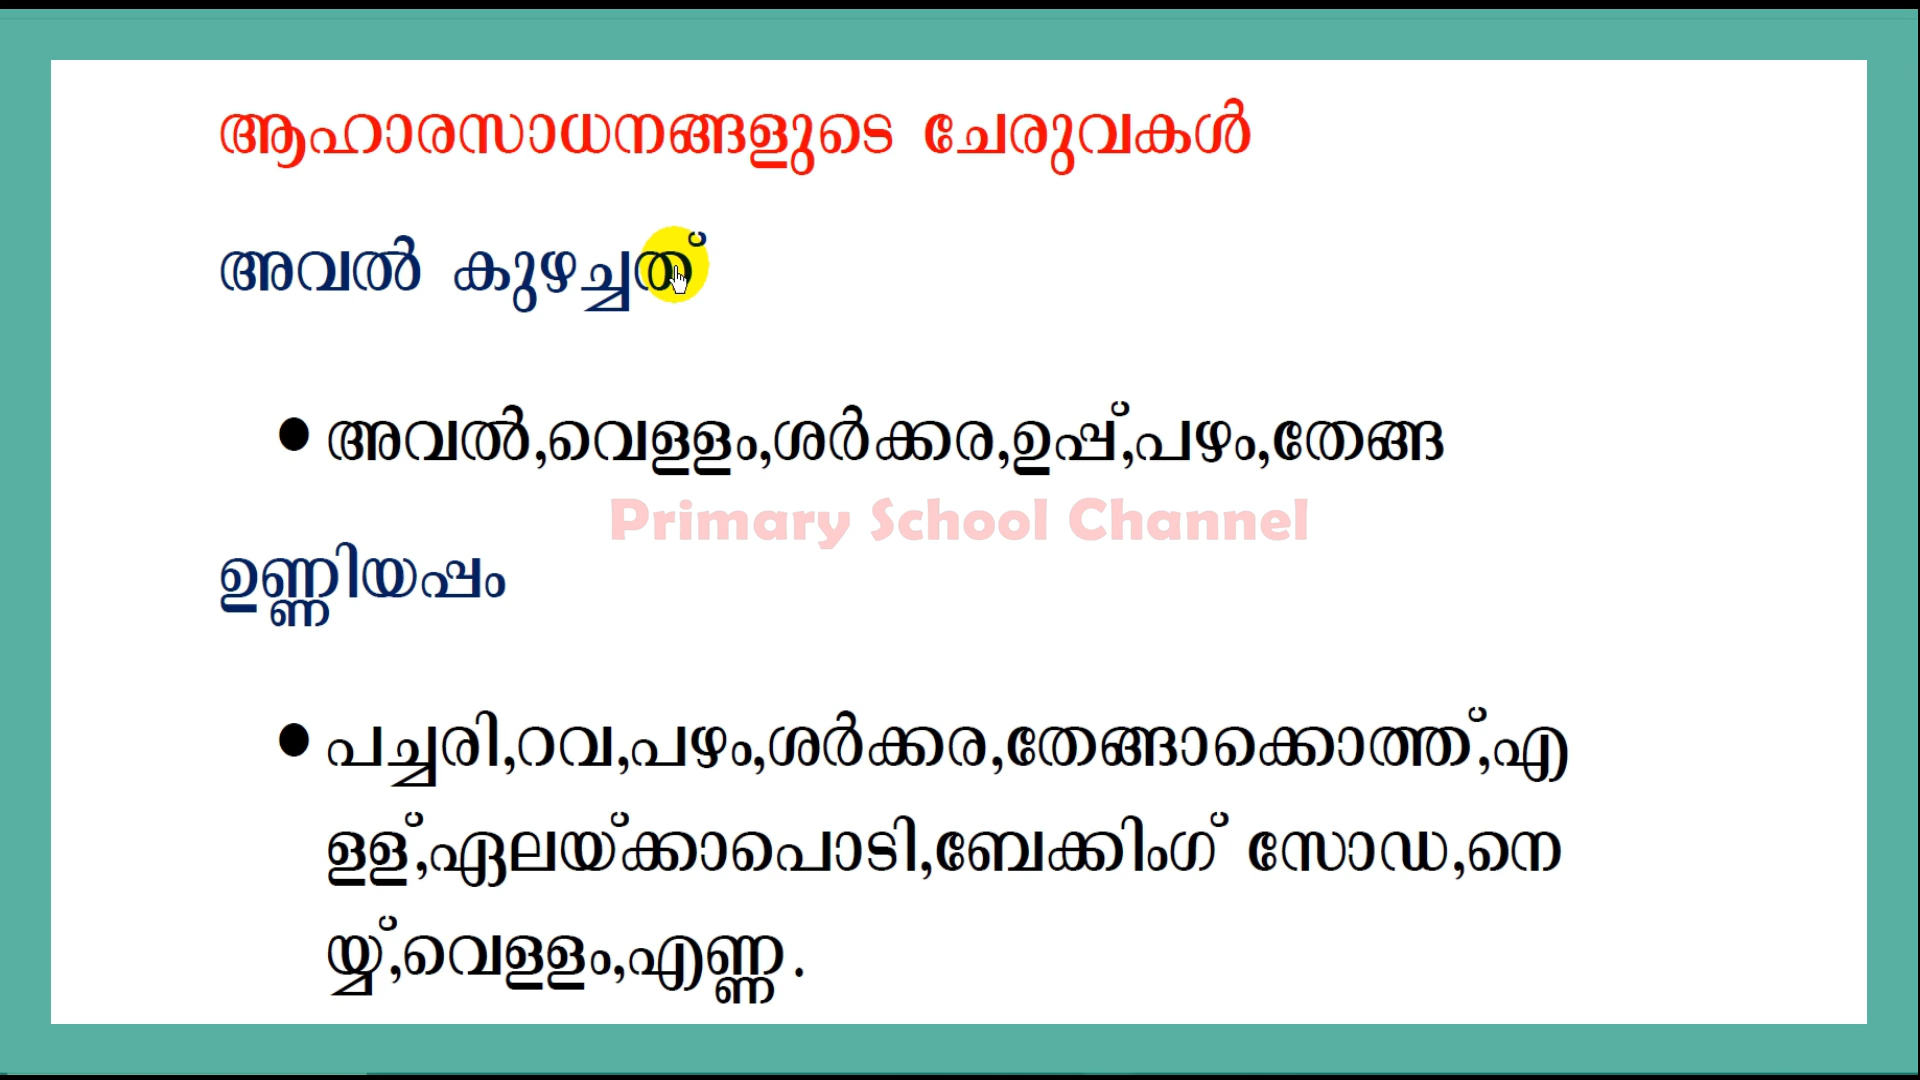 ആഹാരസാധനങ്ങളുടെ ചേരുവകൾ
അവൽ കുഴച്ചത്
● അവൽ,വെള്ളം,ശർക്കര,ഉപ്പ്,പഴം,തേങ്ങ
Primary School Channel
ഉണ്ണിയപ്പം
● പച്ചരി,റവ,പഴം,ശർക്കര,തേങ്ങാക്കൊത്ത്,എ
ള്ള്,ഏലയ്ക്കാപൊടി,ബേക്കിംഗ് സോഡ,നെ
യ്യ്,വെള്ളം,എണ്ണ.